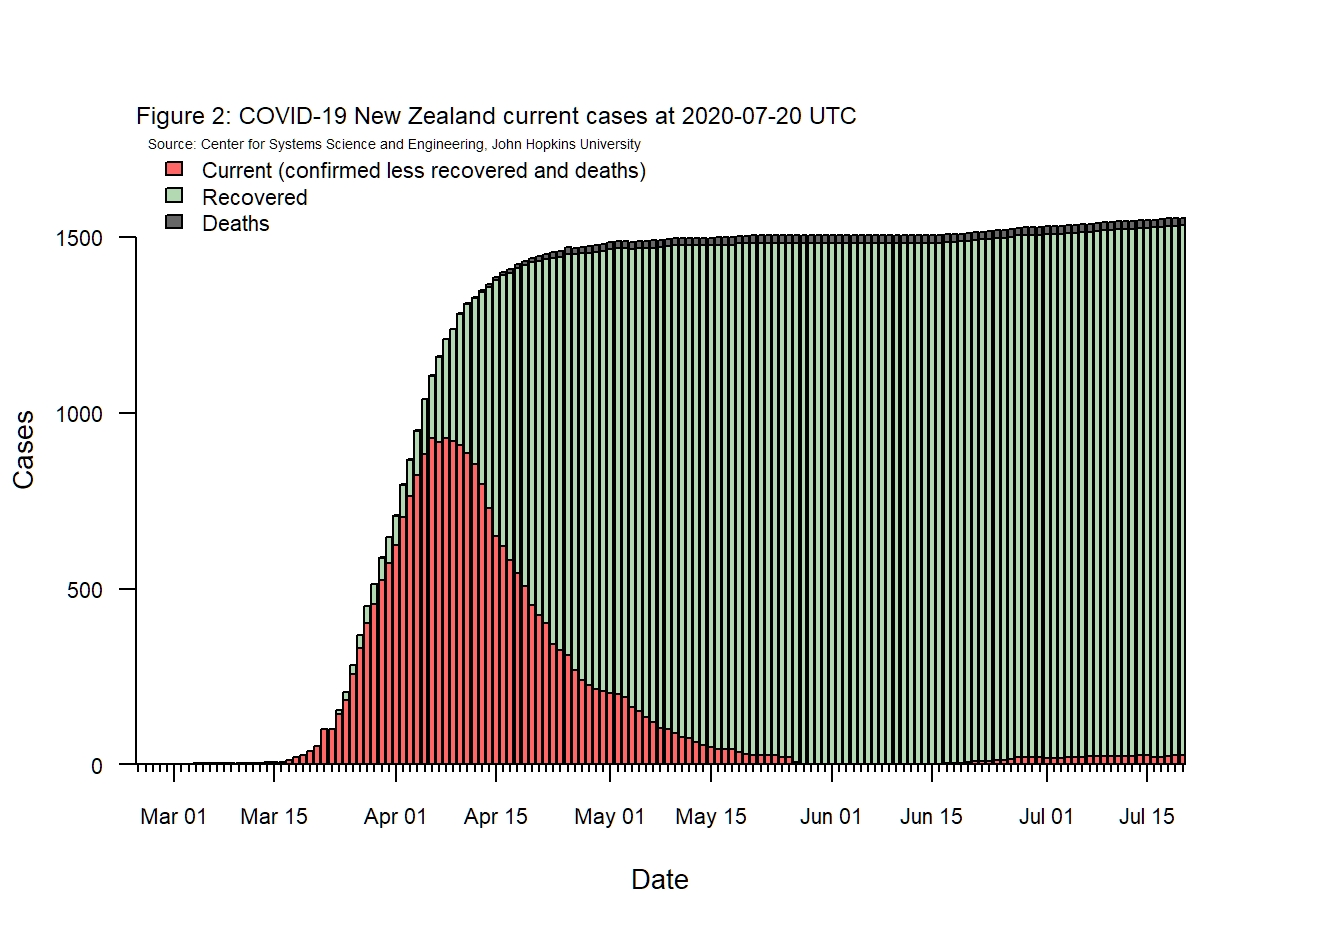 Figure 2: COVID-19 New Zealand current cases at 2020-07-20 UTC
Source: Center for Systems Science and Engineering, John Hopkins University
Current (confirmed less recovered and deaths)
Recovered
Deaths
1500
1000
500
0
Cases
Mar 01 Mar 15 Apr 01 Apr 15 May 01 May 15 Jun 01 Jun 15 Jul 01 Jul 15
Date